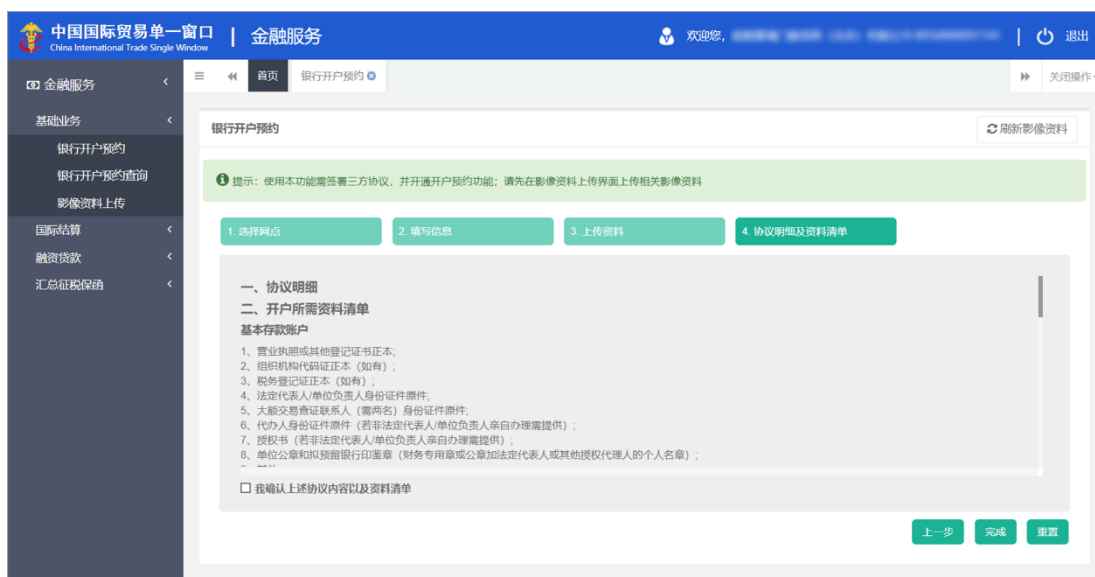 中国国际贸易单一窗口 | 金融服务
China International Trade Single Window
欢迎您,
退出
金融服务
首页
银行开户预约
关闭操作
基础业务
银行开户预约
银行开户预约查询
影像资料上传
国际结算
融资贷款
汇总征税保函
银行开户预约
刷新影像资料
提示：使用本功能需签署三方协议，并开通开户预约功能；请先在影像资料上传界面上传相关影像资料
1. 选择网点
2. 填写信息
3. 上传资料
4. 协议明细及资料清单
一、协议明细
二、开户所需资料清单
基本存款账户
1、营业执照或其他登记证书正本;
2、组织机构代码证正本（如有）;
3、税务登记证正本（如有）;
4、法定代表人/单位负责人身份证件原件;
5、大额交易查证联系人（需两名）身份证件原件;
6、代办人身份证件原件（若非法定代表人/单位负责人亲自办理需提供）;
7、授权书（若非法定代表人/单位负责人亲自办理需提供）;
8、单位公章和拟预留银行印鉴章（财务专用章或公章加法定代表人或其他授权代理人的个人名章）;
我确认上述协议内容以及资料清单
上一步
完成
重置